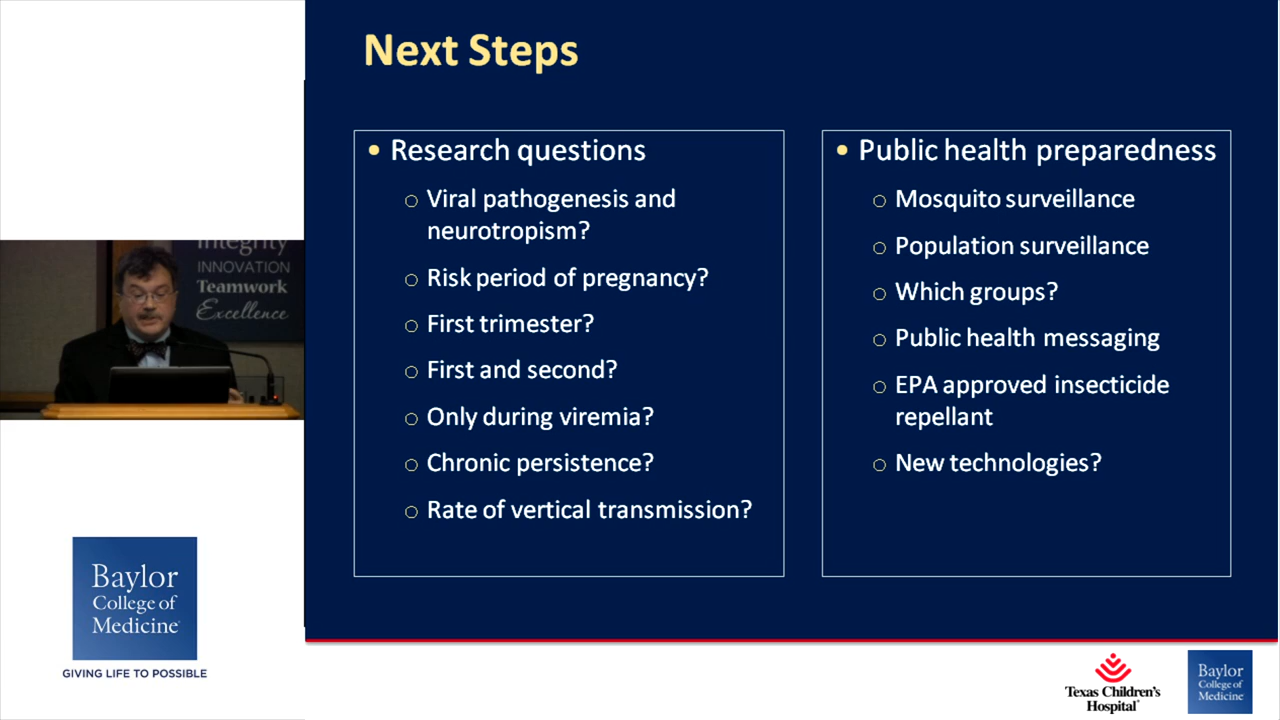 Next Steps
Research questions
Viral pathogenesis and
neurotropism?
Risk period of pregnancy?
First trimester?
First and second?
Only during viremia?
Chronic persistence?
Rate of vertical transmission?
Public health preparedness
Mosquito surveillance
Population surveillance
Which groups?
Public health messaging
EPA approved insecticide
repellant
New technologies?
Integrity
INNOVATION
Teamwork
Excellence
Baylor
College of
Medicine
GIVING LIFE TO POSSIBLE
Texas Children's
Hospital
Baylor
College of
Medicine